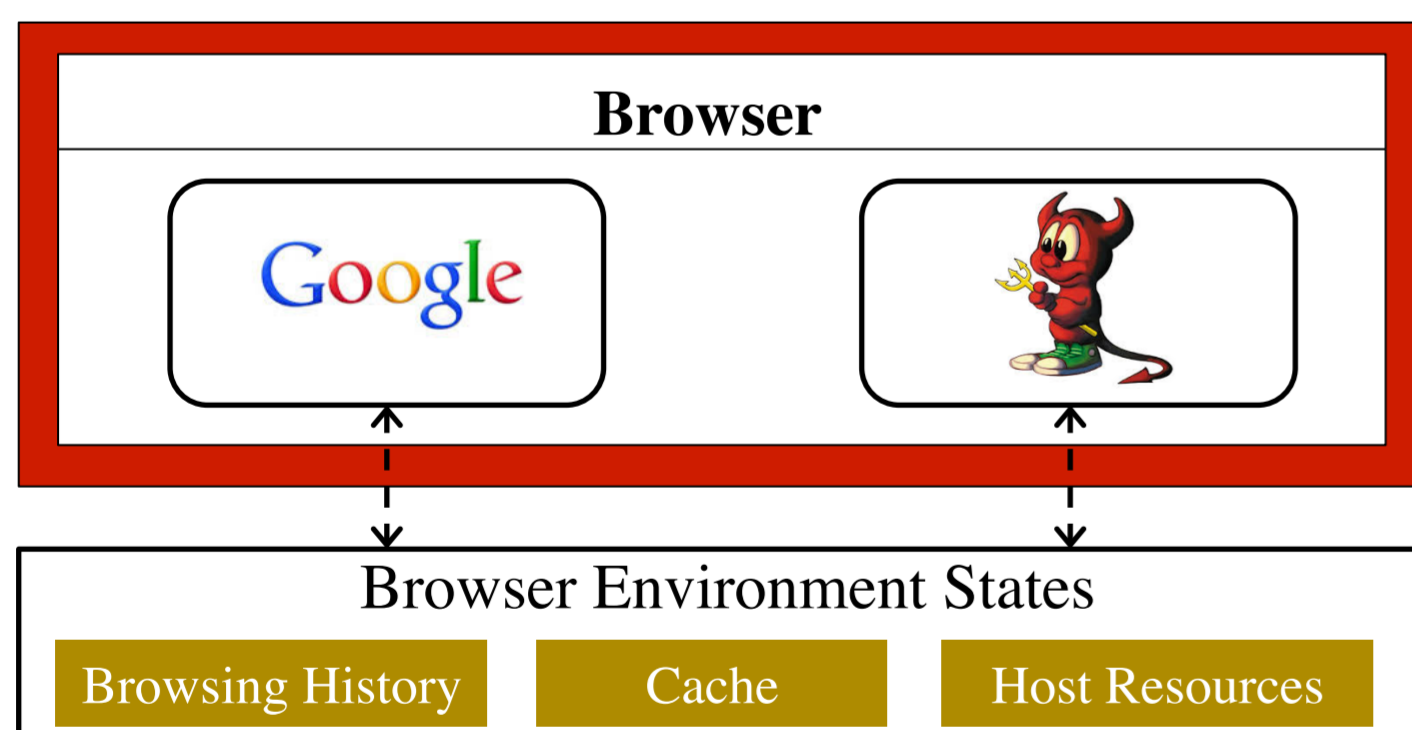 Browser
Google
Browser Environment States
Browsing History
Cache
Host Resources